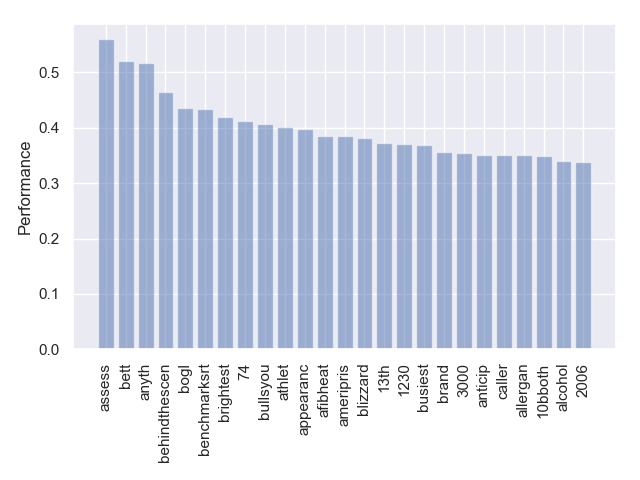 Performance
0.5
0.4
0.3
0.2
0.1
0.0
assess
bett
anyth
behindthescen
bogl
benchmarksrt
brightest
74
bullsyou
athlet
appearanc
afibheat
ameripris
blizzard
13th
1230
busiest
brand
3000
anticip
caller
allergan
10bboth
alcohol
2006